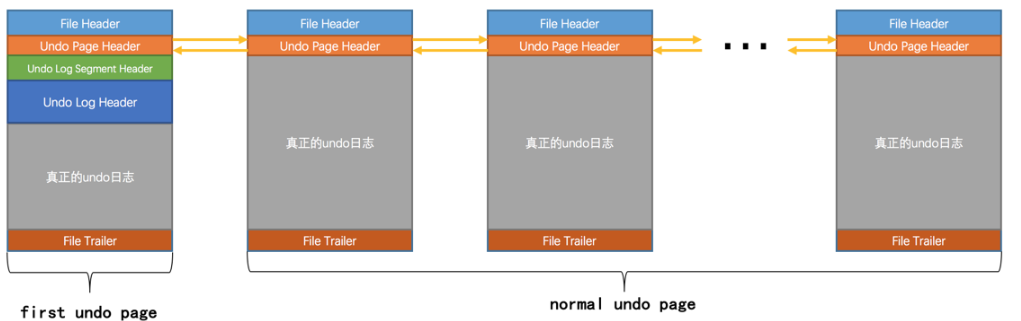 File Header
Undo Page Header
Undo Log Segment Header
Undo Log Header
真正的undo日志
File Trailer
first undo page
File Header
Undo Page Header
真正的undo日志
File Trailer
File Header
Undo Page Header
真正的undo日志
File Trailer
...
File Header
Undo Page Header
真正的undo日志
File Trailer
normal undo page